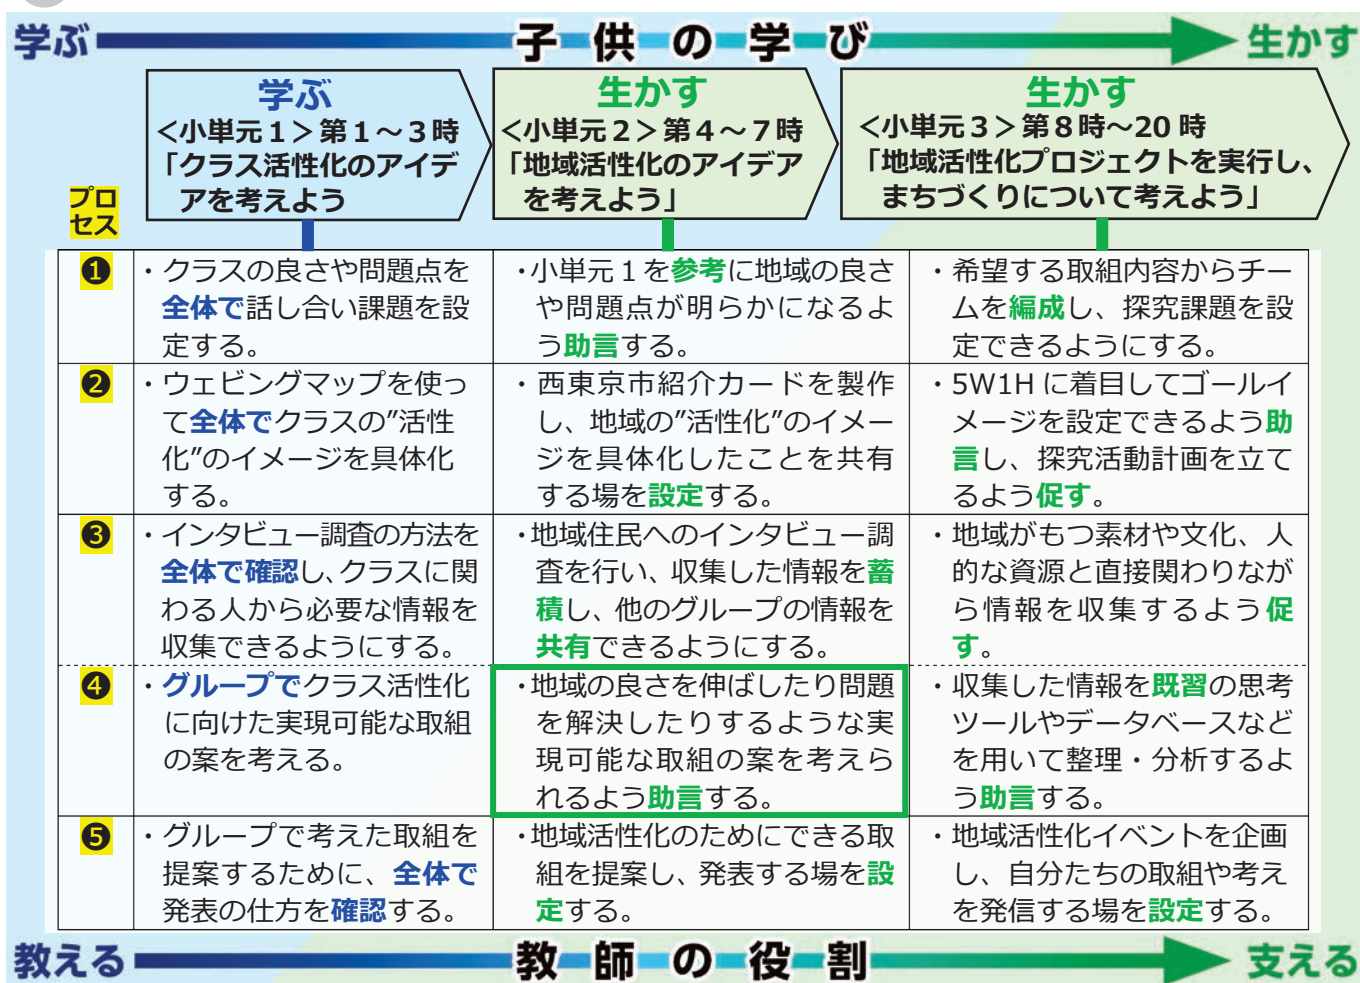 学ぶ 子供の学び 生かす
学ぶ
<小単元１>第１～３時
「クラス活性化のアイデ
アを考えよう
生かす
<小単元２>第４～７時
「地域活性化のアイデア
を考えよう」
生かす
<小単元３>第８時～20 時
「地域活性化プロジェクトを実行し、
まちづくりについて考えよう」
プロ
セス
❶
・クラスの良さや問題点を
全体で話し合い課題を設
定する。
・小単元１を参考に地域の良さ
や問題点が明らかになるよ
う助言する。
・希望する取組内容からチー
ムを編成し、探究課題を設
定できるようにする。
❷
・ウェビングマップを使っ
て全体でクラスの”活性
化”のイメージを具体化
する。
・西東京市紹介カードを製作
し、地域の”活性化”のイメー
ジを具体化したことを共有
する場を設定する。
・5W1H に着目してゴールイ
メージを設定できるよう助
言し、探究活動計画を立て
るよう促す。
❸
・インタビュー調査の方法を
全体で確認し、クラスに関
わる人から必要な情報を
収集できるようにする。
・地域住民へのインタビュー調
査を行い、収集した情報を蓄
積し、他のグループの情報を
共有できるようにする。
・地域がもつ素材や文化、人
的な資源と直接関わりなが
ら情報を収集するよう促
す。
❹
・グループでクラス活性化
に向けた実現可能な取組
の案を考える。
・地域の良さを伸ばしたり問題
を解決したりするような実
現可能な取組の案を考えら
れるよう助言する。
・収集した情報を既習の思考
ツールやデータベースなど
を用いて整理・分析するよ
う助言する。
❺
・グループで考えた取組を
提案するために、全体で
発表の仕方を確認する。
・地域活性化のためにできる取
組を提案し、発表する場を設
定する。
・地域活性化イベントを企画
し、自分たちの取組や考え
を発信する場を設定する。
教える 教師の役割 支える